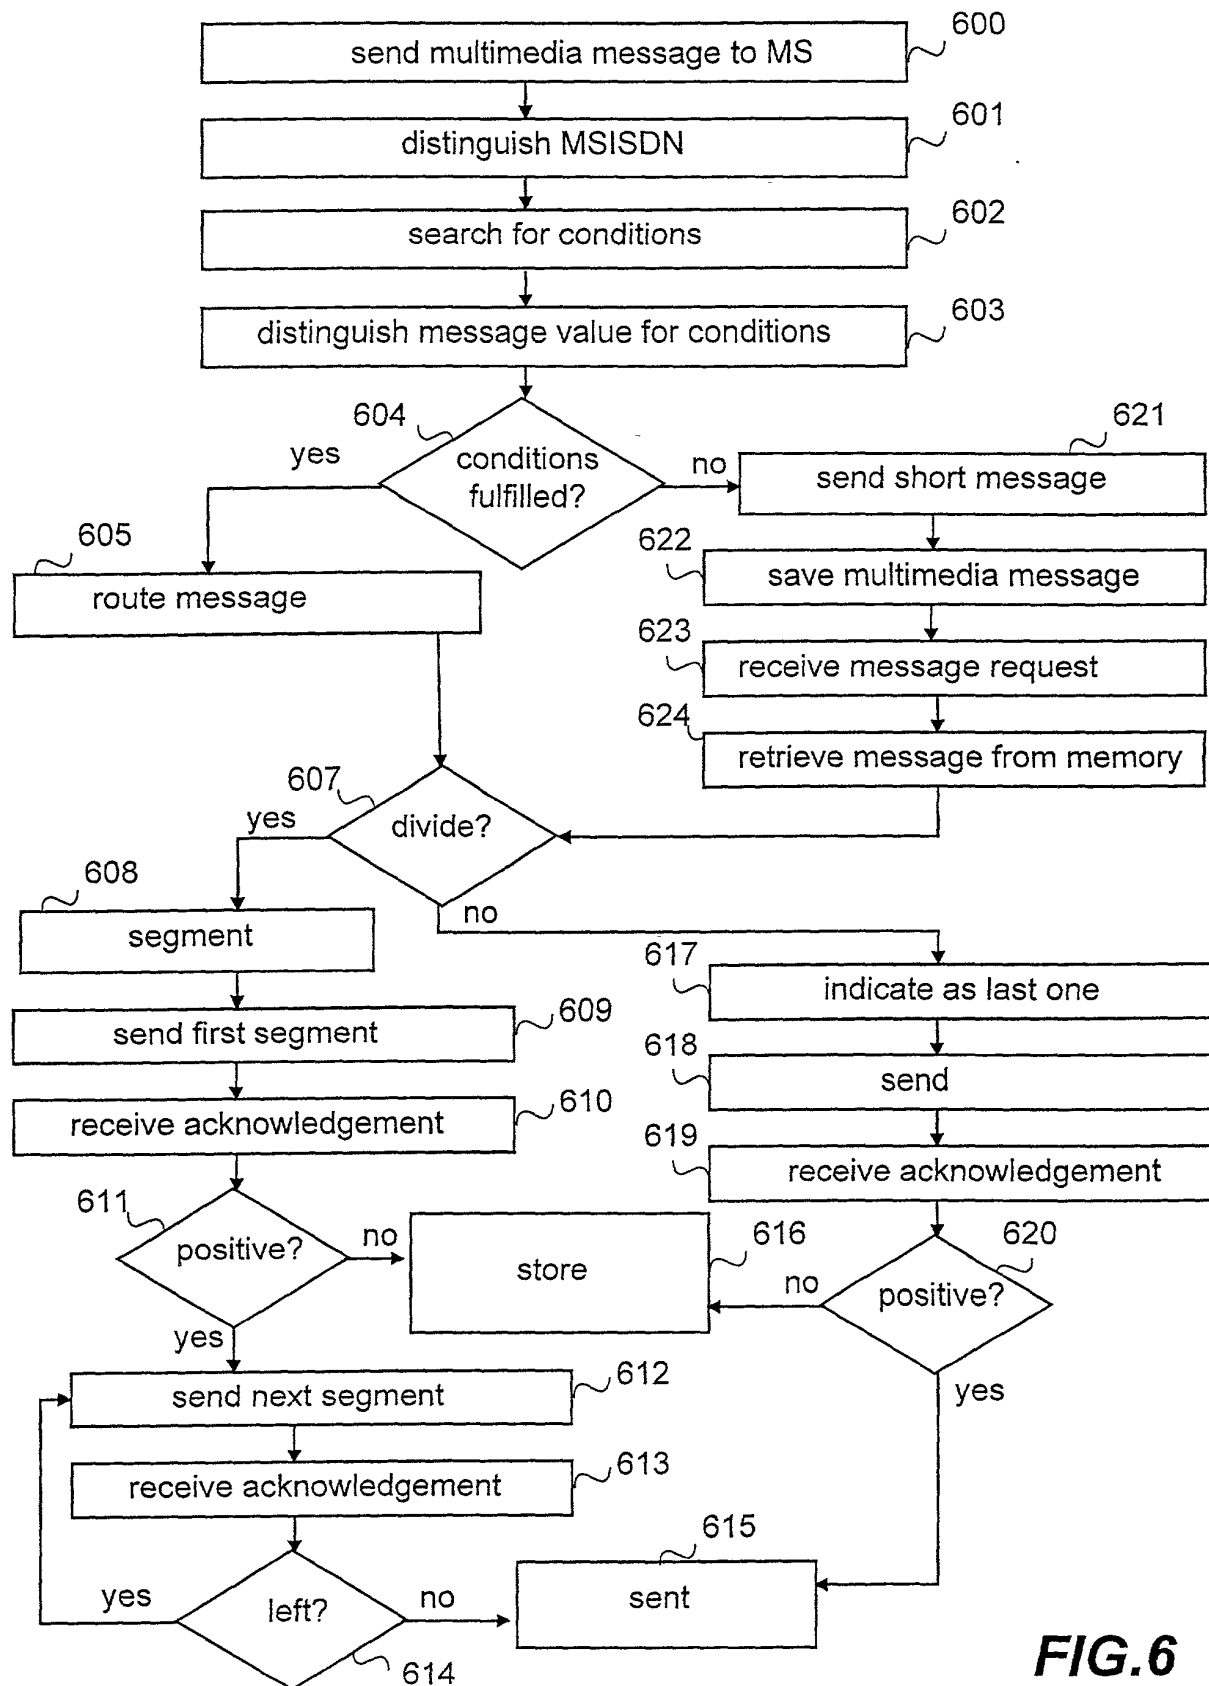 600
send multimedia message to MS
601
distinguish MSISDN
602
search for conditions
603
distinguish message value for conditions
604
yes
conditions
fulfilled?
no
621
send short message
605
route message
622
save multimedia message
623
receive message request
624
retrieve message from memory
607
yes
divide?
no
608
segment
617
indicate as last one
609
send first segment
618
send
610
receive acknowledgement
619
receive acknowledgement
611
positive?
no
yes
616
store
620
no
positive?
yes
612
send next segment
613
receive acknowledgement
615
sent
yes
left?
no
614
FIG.6